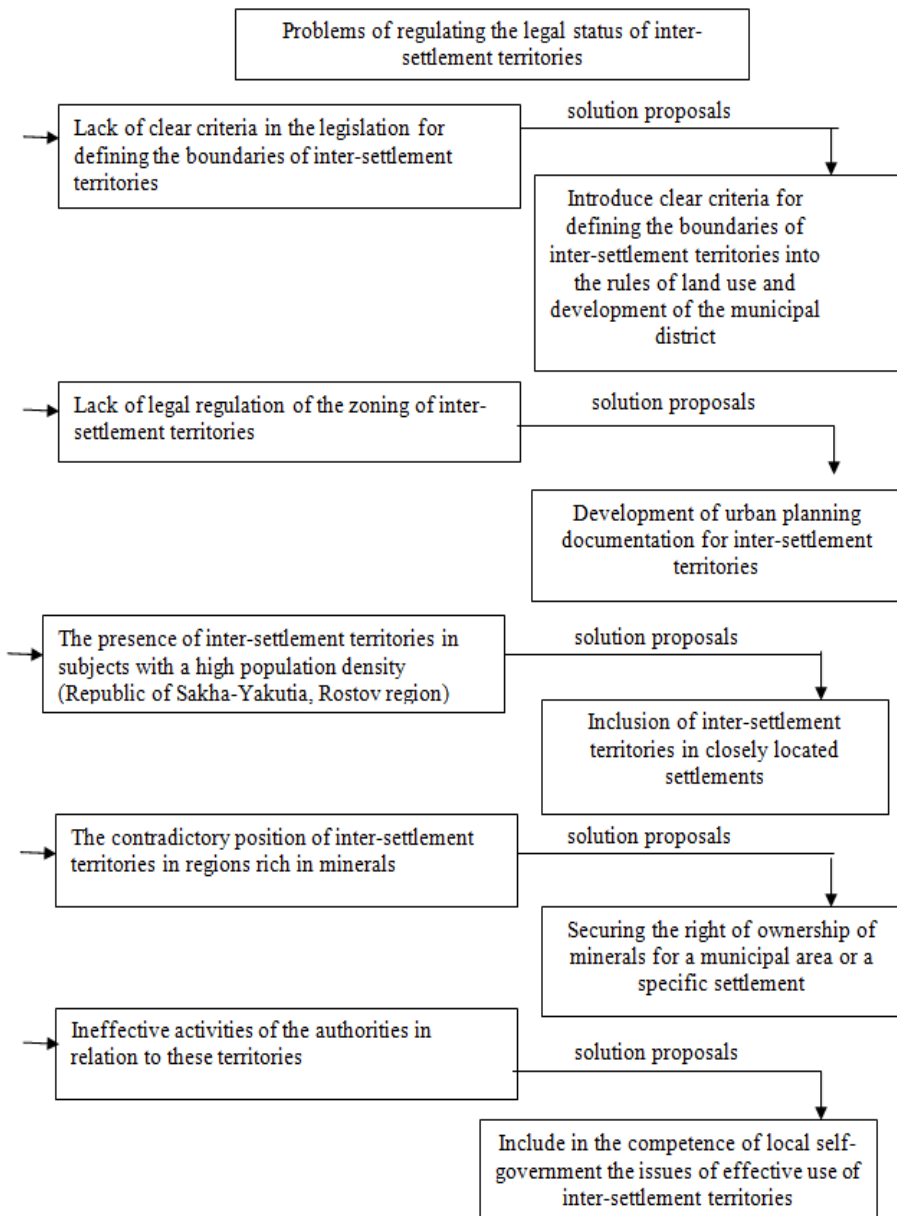 Problems of regulating the legal status of inter-
settlement territories
solution proposals
Lack of clear criteria in the legislation for
defining the boundaries of inter-settlement
territories
Introduce clear criteria for
defining the boundaries of
inter-settlement territories into
the rules of land use and
development of the municipal
district
solution proposals
Lack of legal regulation of the zoning of inter-
settlement territories
Development of urban planning
documentation for inter-settlement
territories
The presence of inter-settlement territories in
subjects with a high population density
(Republic of Sakha-Yakutia, Rostov region)
solution proposals
Inclusion of inter-settlement
territories in closely located
settlements
The contradictory position of inter-settlement
territories in regions rich in minerals
solution proposals
Securing the right of ownership of
minerals for a municipal area or a
specific settlement
Ineffective activities of the authorities in
relation to these territories
solution proposals
Include in the competence of local self-
government the issues of effective use of
inter-settlement territories